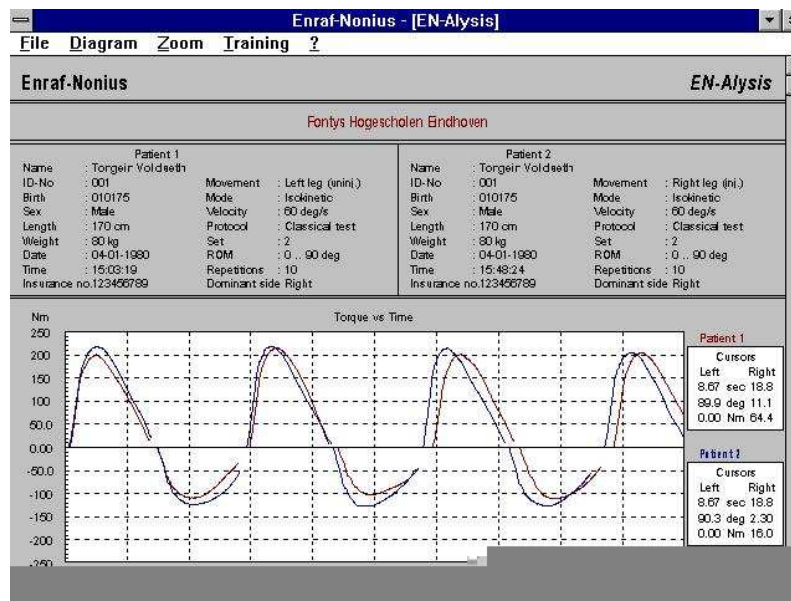 Enraf-Nonius - [EN-Alysis]
File Diagram Zoom Training ?
Enraf-Nonius EN-Alysis
Fontys Hogescholen Eindhoven
Patient 1
Name : Torgeir Voldseth
ID-No : 001 Movement : Left leg (uninj.)
Birth : 010175 Mode : Isokinetic
Sex : Male Velocity : 60 deg/s
Length : 170 cm Protocol : Classical test
Weight : 80 kg Set : 2
Date : 04-01-1980 ROM : 0 .. 90 deg
Time : 15:03:19 Repetitions : 10
Insurance no.123456789 Dominant side Right
Patient 2
Name : Torgeir Voldseth
ID-No : 001 Movement : Right leg (inj.)
Birth : 010175 Mode : Isokinetic
Sex : Male Velocity : 60 deg/s
Length : 170 cm Protocol : Classical test
Weight : 80 kg Set : 2
Date : 04-01-1980 ROM : 0 .. 90 deg
Time : 15:48:24 Repetitions : 10
Insurance no.123456789 Dominant side Right
Nm Torque vs Time
250
200
150
100
50.0
0.00
-50.0
-100
-150
-200
-250
Patient 1
Cursors
Left Right
8.67 sec 18.8
89.9 deg 11.1
0.00 Nm 64.4
Patient 2
Cursors
Left Right
8.67 sec 18.8
90.3 deg 2.30
0.00 Nm 16.0